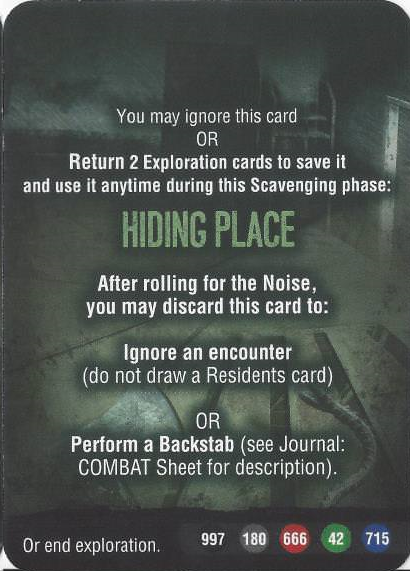 You may ignore this card
OR
Return 2 Exploration cards to save it
and use it anytime during this Scavenging phase:
HIDING PLACE
After rolling for the Noise,
you may discard this card to:
Ignore an encounter
(do not draw a Residents card)
OR
Perform a Backstab (see Journal:
COMBAT Sheet for description).
Or end exploration. 997 180 666 42 715